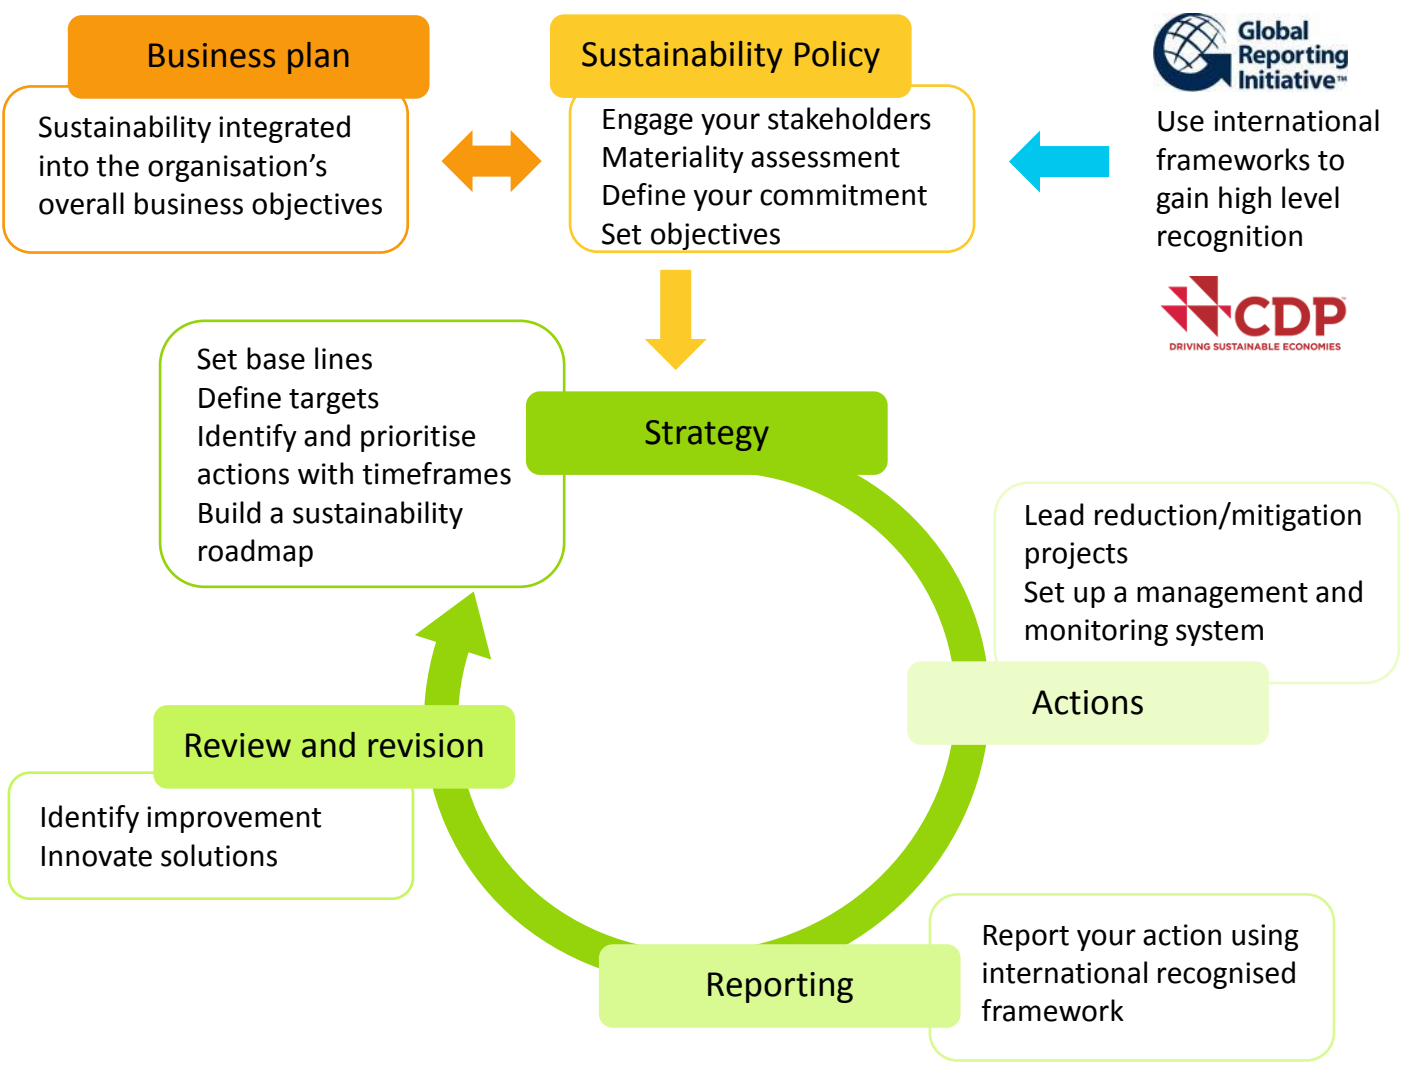 Business plan
Sustainability integrated
into the organisation’s
overall business objectives
Sustainability Policy
Engage your stakeholders
Materiality assessment
Define your commitment
Set objectives
Global
Reporting
Initiative™
Use international
frameworks to
gain high level
recognition
CDP
DRIVING SUSTAINABLE ECONOMIES
Set base lines
Define targets
Identify and prioritise
actions with timeframes
Build a sustainability
roadmap
Strategy
Lead reduction/mitigation
projects
Set up a management and
monitoring system
Actions
Review and revision
Identify improvement
Innovate solutions
Reporting
Report your action using
international recognised
framework